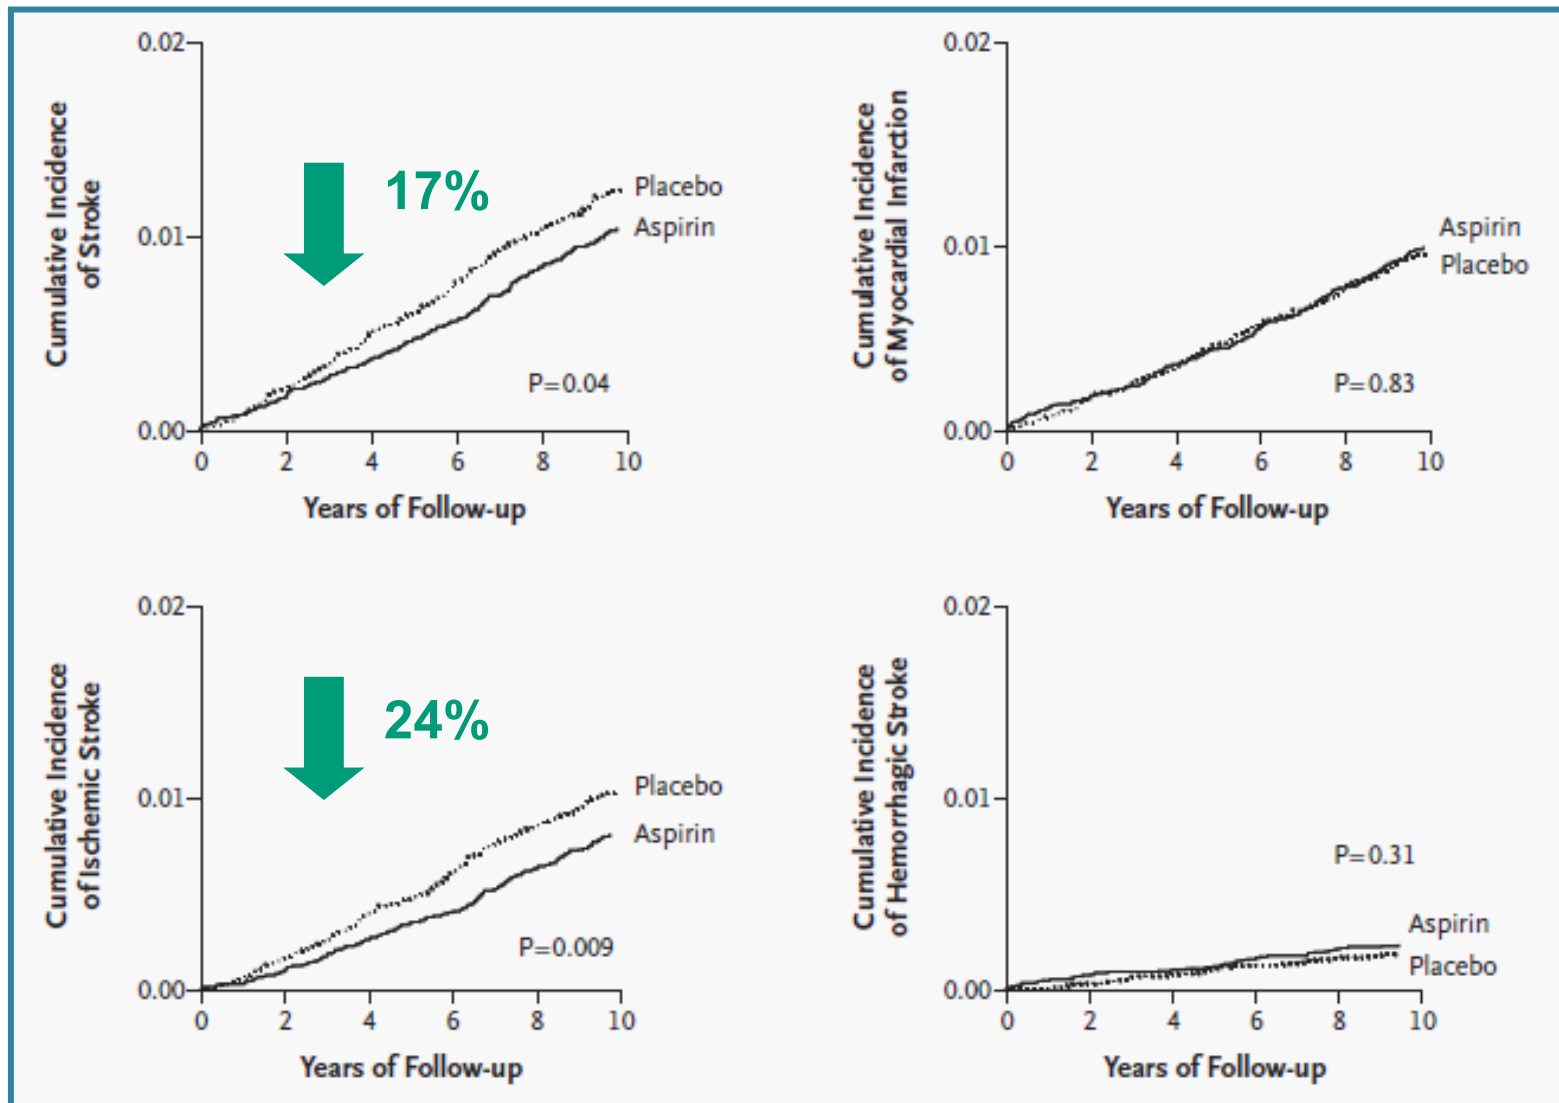 Cumulative Incidence
of Stroke
0.02
0.01
0.00
17%
Placebo
Aspirin
P=0.04
0 2 4 6 8 10
Years of Follow-up
Cumulative Incidence
of Myocardial Infarction
0.02
0.01
0.00
Aspirin
Placebo
P=0.83
0 2 4 6 8 10
Years of Follow-up
Cumulative Incidence
of Ischemic Stroke
0.02
0.01
0.00
24%
Placebo
Aspirin
P=0.009
0 2 4 6 8 10
Years of Follow-up
Cumulative Incidence
of Hemorrhagic Stroke
0.02
0.01
0.00
P=0.31
Aspirin
Placebo
0 2 4 6 8 10
Years of Follow-up